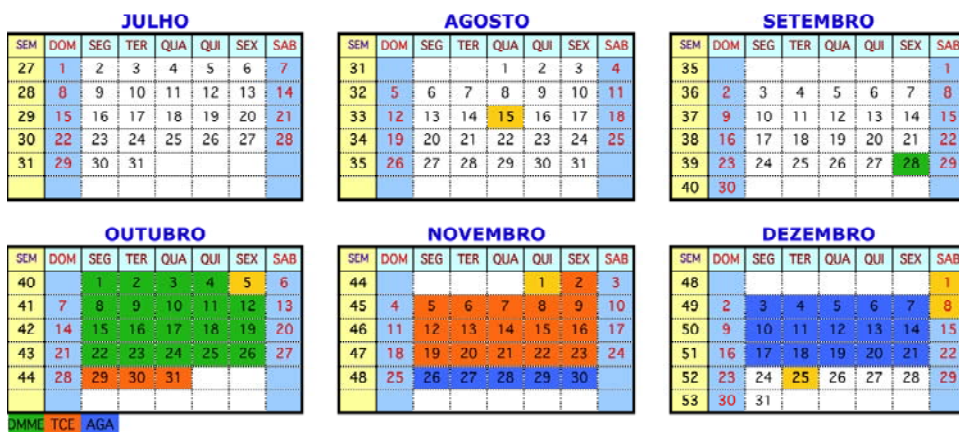 JULHO AGOSTO SETEMBRO
SEM DOM SEG TER QUA QUI SEX SAB SEM DOM SEG TER QUA QUI SEX SAB SEM DOM SEG TER QUA QUI SEX SAB
27 1 2 3 4 5 6 7 31 1 2 3 4 35 1
28 8 9 10 11 12 13 14 32 5 6 7 8 9 10 11 36 2 3 4 5 6 7 8
29 15 16 17 18 19 20 21 33 12 13 14 15 16 17 18 37 9 10 11 12 13 14 15
30 22 23 24 25 26 27 28 34 19 20 21 22 23 24 25 38 16 17 18 19 20 21 22
31 29 30 31 35 26 27 28 29 30 31 39 23 24 25 26 27 28 29
40 30
OUTUBRO NOVEMBRO DEZEMBRO
SEM DOM SEG TER QUA QUI SEX SAB SEM DOM SEG TER QUA QUI SEX SAB SEM DOM SEG TER QUA QUI SEX SAB
40 1 2 3 4 5 6 44 1 2 3 48 1
41 7 8 9 10 11 12 13 45 4 5 6 7 8 9 10 49 2 3 4 5 6 7 8
42 14 15 16 17 18 19 20 46 11 12 13 14 15 16 17 50 9 10 11 12 13 14 15
43 21 22 23 24 25 26 27 47 18 19 20 21 22 23 24 51 16 17 18 19 20 21 22
44 28 29 30 31 48 25 26 27 28 29 30 52 23 24 25 26 27 28 29
53 30 31
DMME TCE AGA